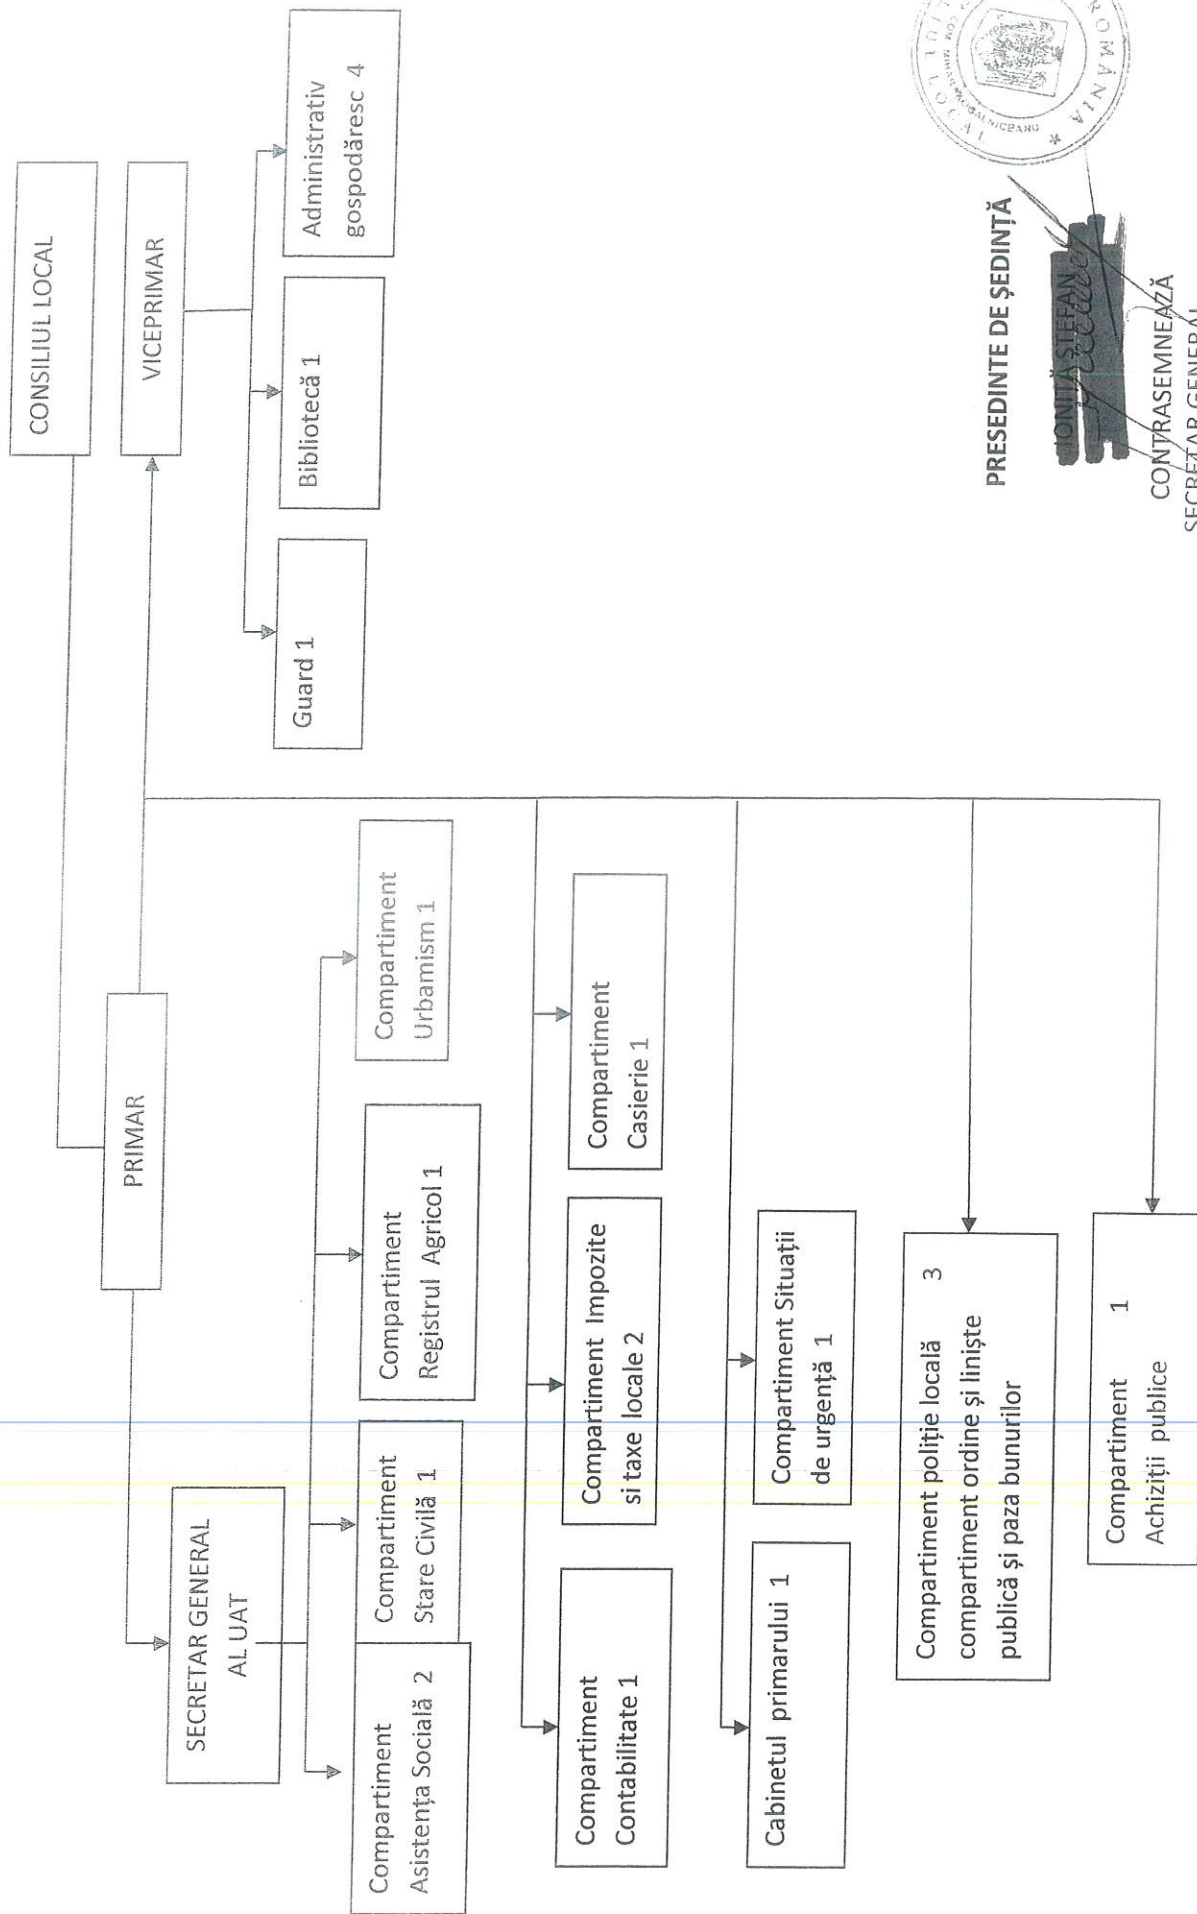 CONSILIUL LOCAL
PRIMAR
VICEPRIMAR
SECRETAR GENERAL
AL UAT
Guard 1
Bibliotecă 1
Administrativ
gospodăresc 4
Compartiment
Asistența Socială 2
Compartiment
Stare Civilă 1
Compartiment
Registrul Agricol 1
Compartiment
Urbanism 1
Compartiment
Contabilitate 1
Compartiment Impozite
si taxe locale 2
Compartiment
Casierie 1
Cabinetul primarului 1
Compartiment Situații
de urgență 1
Compartiment poliție locală 3
compartiment ordine și liniște
publică și paza bunurilor
Compartiment 1
Achiziții publice
PRESEDINTE DE ȘEDINȚĂ
IONIȚĂ ȘTEFAN
CONTRASEMNEAZĂ
SECRETAR GENERAL
ROMÂNIA
KOGALNICEANU